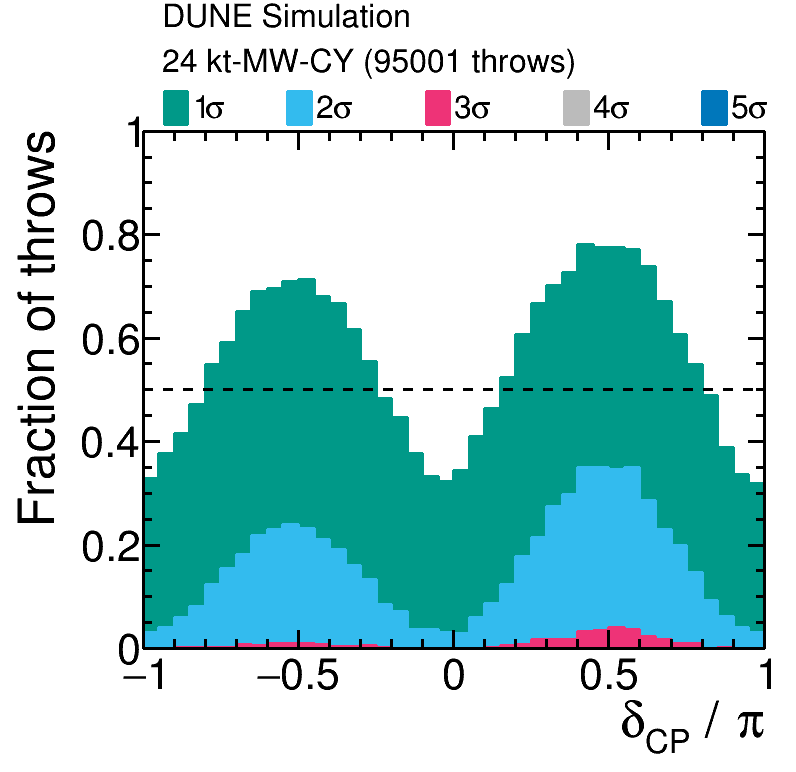 DUNE Simulation
24 kt-MW-CY (95001 throws)
1σ 2σ 3σ 4σ 5σ
Fraction of throws
1
0.8
0.6
0.4
0.2
0
−1 −0.5 0 0.5 1
δCP / π